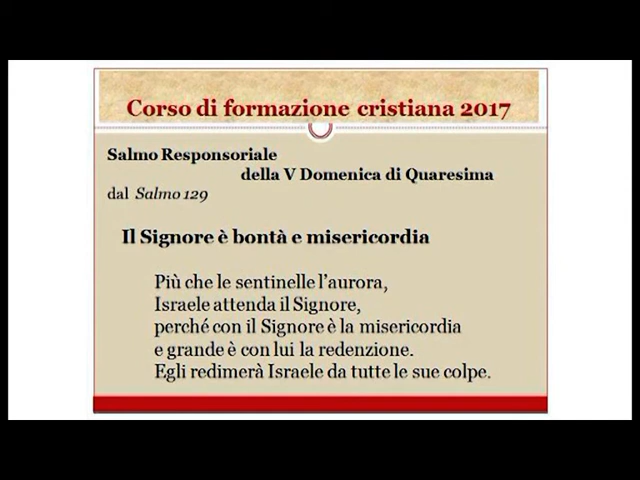 Corso di formazione cristiana 2017
Salmo Responsoriale
della V Domenica di Quaresima
dal Salmo 129
Il Signore è bontà e misericordia
Più che le sentinelle l’aurora,
Israele attenda il Signore,
perché con il Signore è la misericordia
e grande è con lui la redenzione.
Egli redimerà Israele da tutte le sue colpe.